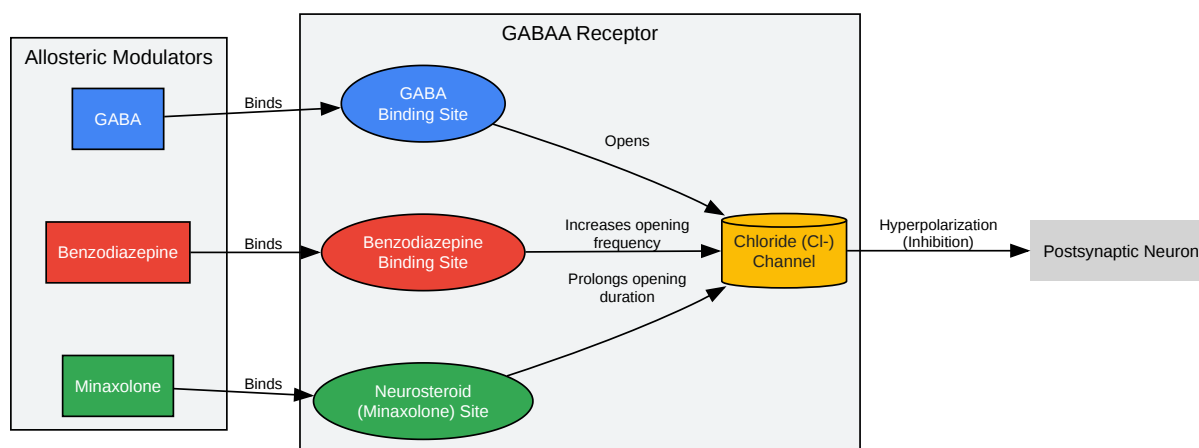 GABAA Receptor
Allosteric Modulators
GABA
Binds
GABA
Binding Site
Opens
Benzodiazepine
Binds
Benzodiazepine
Binding Site
Increases opening
frequency
Chloride (Cl-)
Channel
Hyperpolarization
(Inhibition)
Postsynaptic Neuron
Prolongs opening
duration
Minaxolone
Binds
Neurosteroid
(Minaxolone) Site